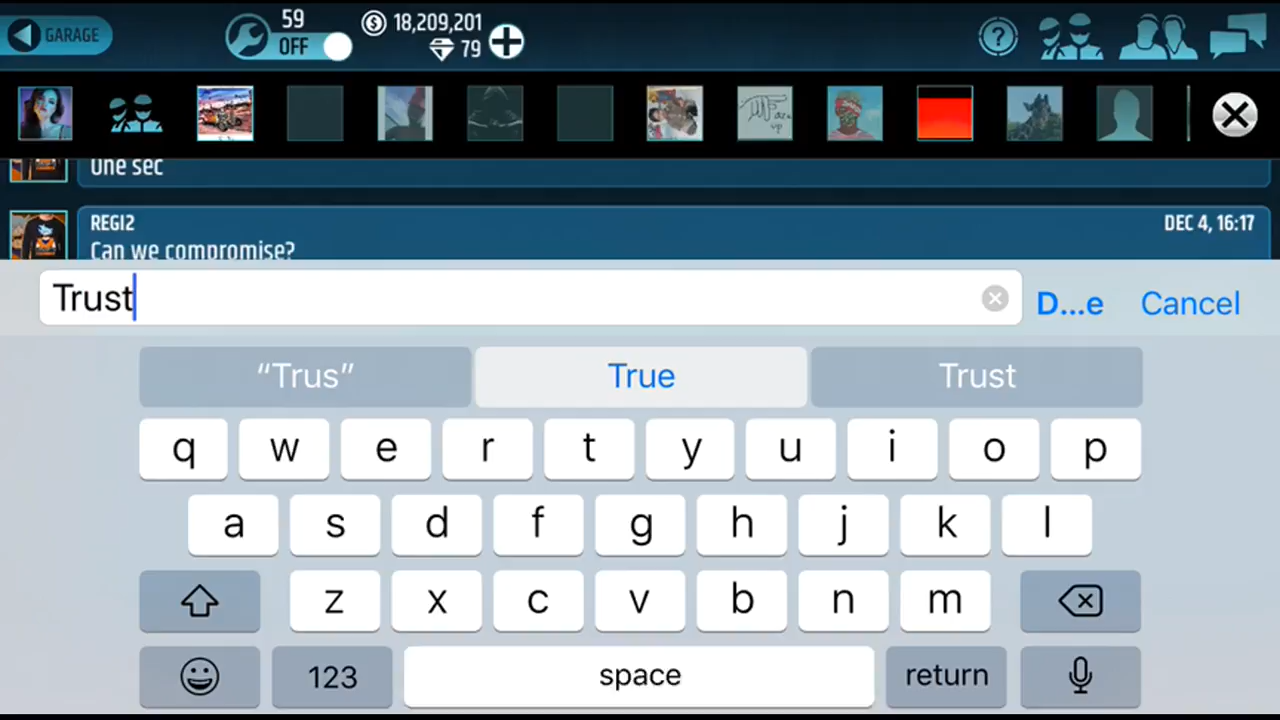 GARAGE
59
OFF
18,209,201
79
?
One sec
REGI2
DEC 4, 16:17
Can we compromise?
Trust
D...e
Cancel
“Trus”
True
Trust
q w e r t y u i o p
a s d f g h j k l
z x c v b n m
123
space
return